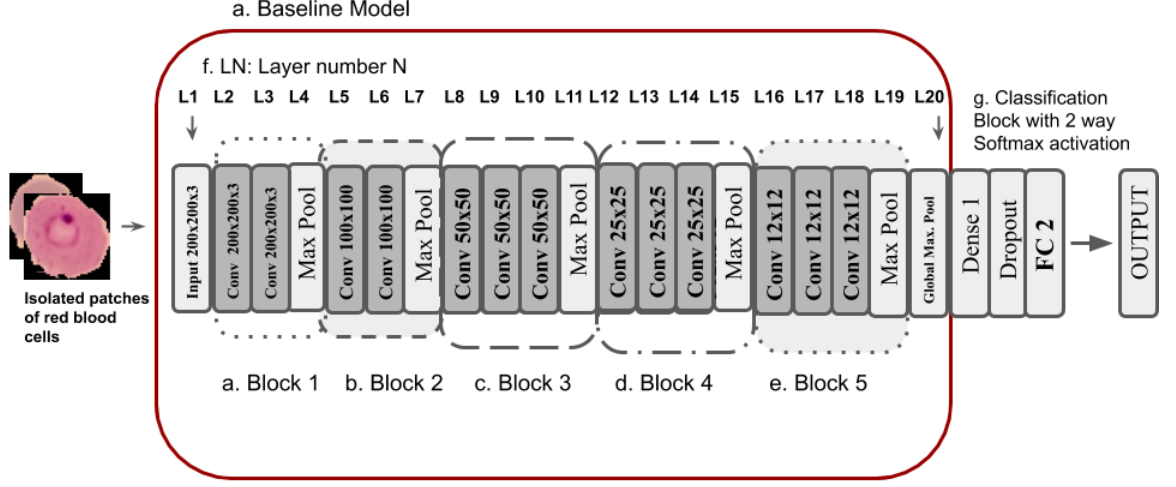 a. Baseline Model
f. LN: Layer number N
L1 L2 L3 L4 L5 L6 L7 L8 L9 L10 L11 L12 L13 L14 L15 L16 L17 L18 L19 L20
g. Classification
Block with 2 way
Softmax activation
Input 200x200x3
Conv 200x200x3
Conv 200x200x3
Max Pool
Conv 100x100
Conv 100x100
Max Pool
Conv 50x50
Conv 50x50
Conv 50x50
Max Pool
Conv 25x25
Conv 25x25
Conv 25x25
Max Pool
Conv 12x12
Conv 12x12
Conv 12x12
Max Pool
Global Max. Pool
Dense 1
Dropout
FC 2
OUTPUT
Isolated patches
of red blood
cells
a. Block 1
b. Block 2
c. Block 3
d. Block 4
e. Block 5